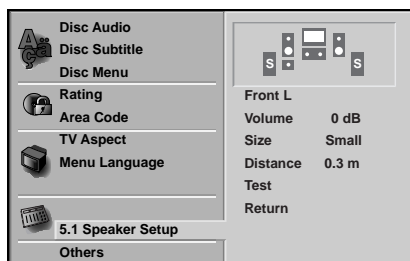 Disc Audio
Disc Subtitle
Disc Menu
Rating
Area Code
TV Aspect
Menu Language
5.1 Speaker Setup
Others
S S
Front L
Volume 0 dB
Size Small
Distance 0.3 m
Test
Return